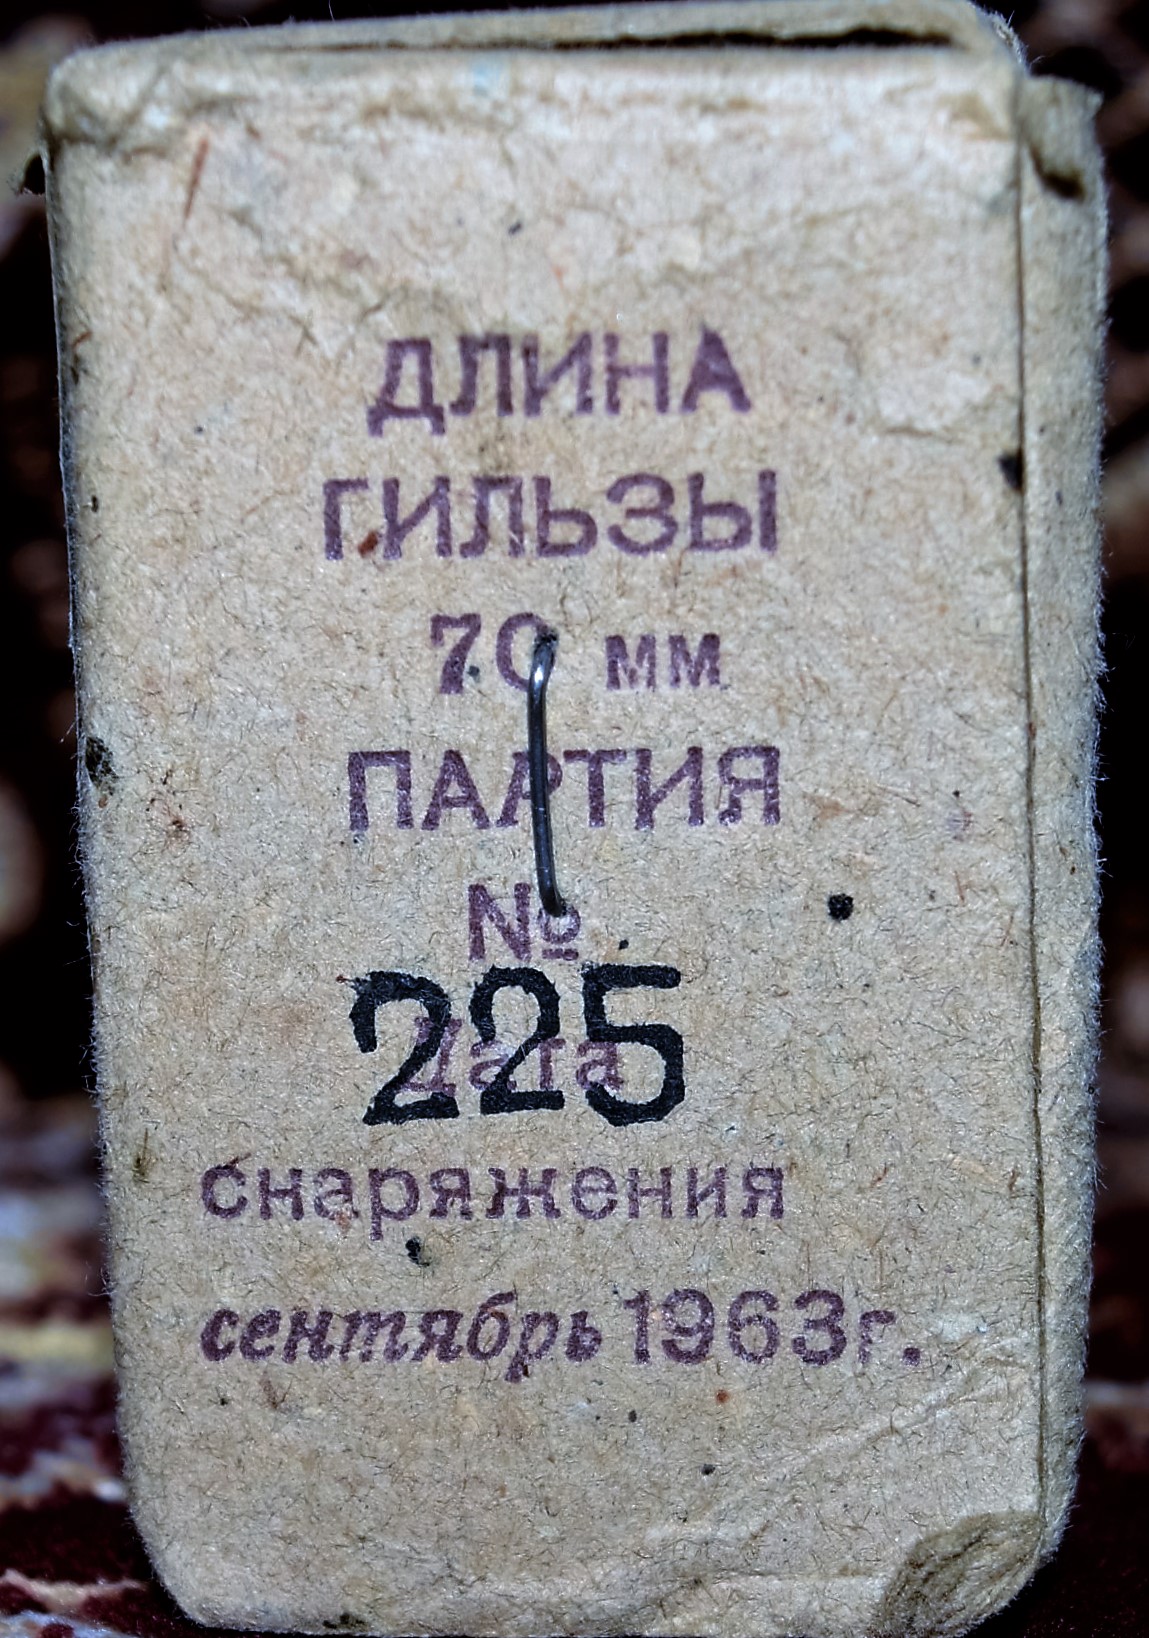 ДЛИНА
ГИЛЬЗЫ
70 мм
ПАРТИЯ
№
225
Дата
снаряжения
сентябрь 1963г.